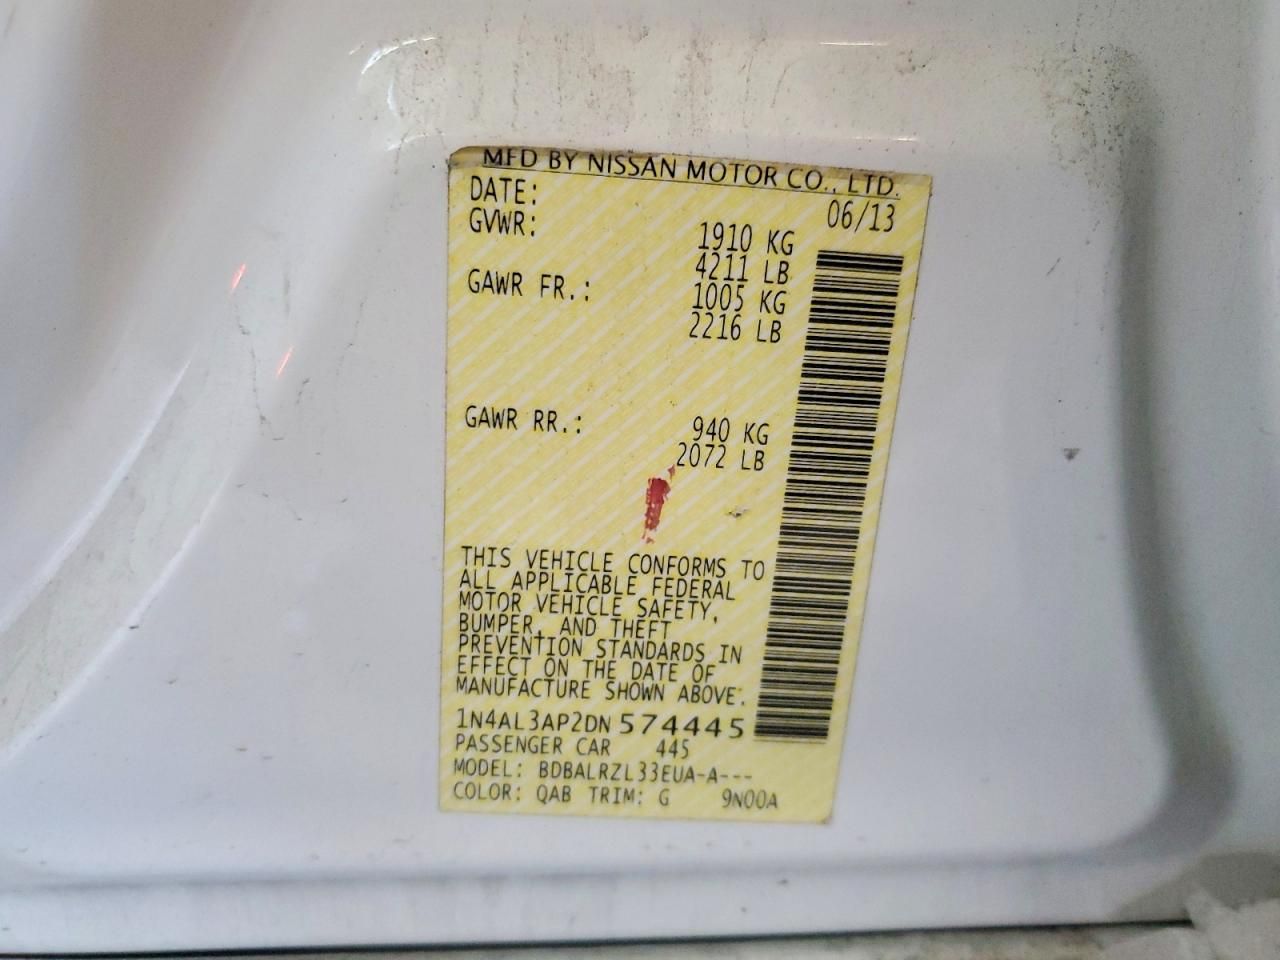 MFD BY NISSAN MOTOR CO., LTD.
DATE: 06/13
GVWR: 1910 KG
4211 LB
GAWR FR.: 1005 KG
2216 LB
GAWR RR.: 940 KG
2072 LB
THIS VEHICLE CONFORMS TO
ALL APPLICABLE FEDERAL
MOTOR VEHICLE SAFETY,
BUMPER, AND THEFT
PREVENTION STANDARDS IN
EFFECT ON THE DATE OF
MANUFACTURE SHOWN ABOVE.
1N4AL3AP2DN574445
PASSENGER CAR 445
MODEL: BDBALRZL33EUA-A---
COLOR: QAB TRIM: G 9N00A